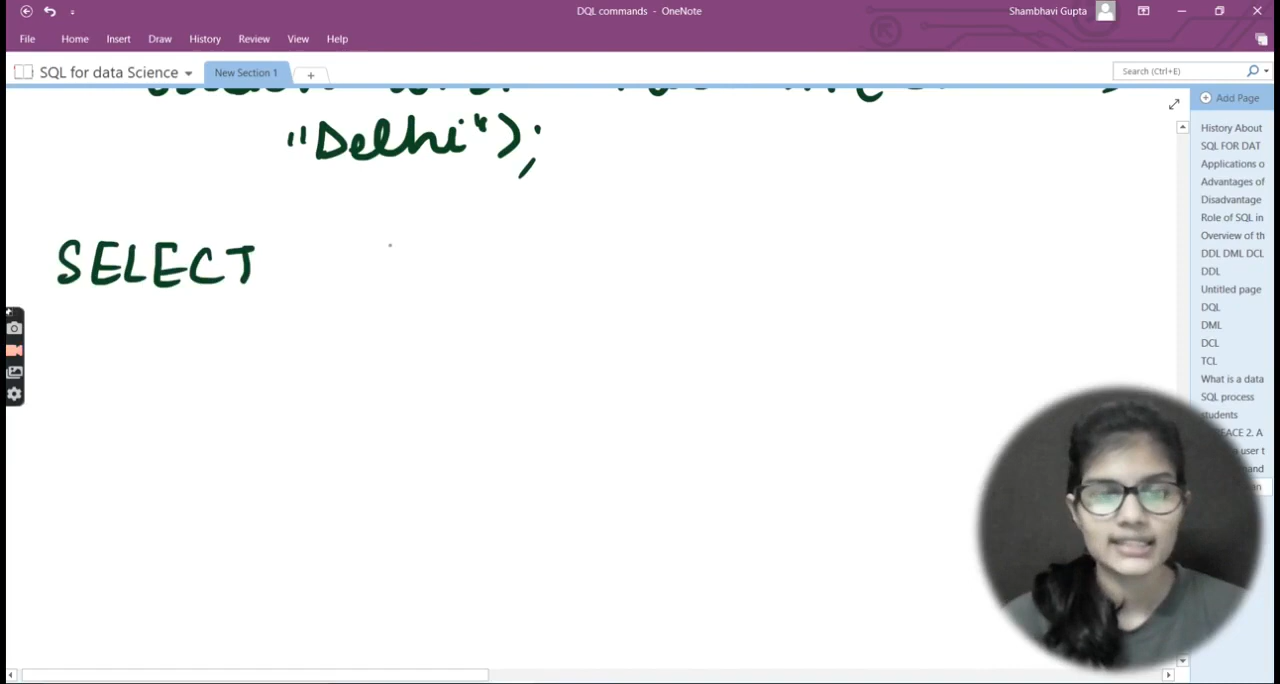 DQL commands - OneNote
Shambhavi Gupta
File Home Insert Draw History Review View Help
SQL for data Science
New Section 1
+
Search (Ctrl+E)
Add Page
"Delhi");
SELECT
History About
SQL FOR DAT
Applications o
Advantages of
Disadvantage
Role of SQL in
Overview of th
DDL DML DCL
DDL
Untitled page
DQL
DML
DCL
TCL
What is a data
SQL process
students
FACE 2. A
user t